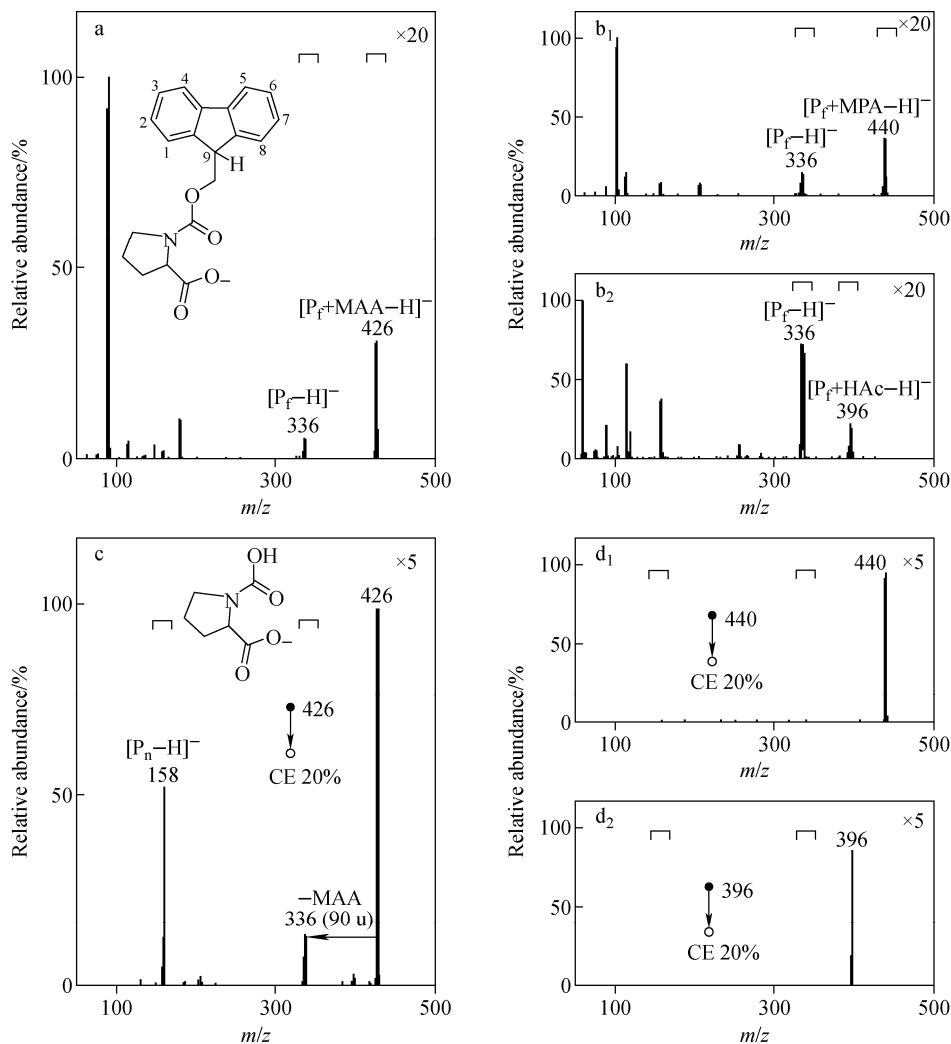 a
×20
100
50
0
Relative abundance/%
4
5
3
6
2
7
1
9
8
H
O
N
O
O−
O
[Pf+MAA−H]−
426
[Pf−H]−
336
100
300
500
m/z
b1
×20
100
50
0
Relative abundance/%
[Pf+MPA−H]−
440
[Pf−H]−
336
100
300
500
m/z
b2
×20
100
50
0
Relative abundance/%
[Pf−H]−
336
[Pf+HAc−H]−
396
100
300
500
m/z
c
×5
100
50
0
Relative abundance/%
OH
N
O
O−
O
426
426
CE 20%
[Pn−H]−
158
−MAA
336 (90 u)
100
300
500
m/z
d1
440
×5
100
50
0
Relative abundance/%
440
CE 20%
100
300
500
m/z
d2
×5
100
50
0
Relative abundance/%
396
396
CE 20%
100
300
500
m/z